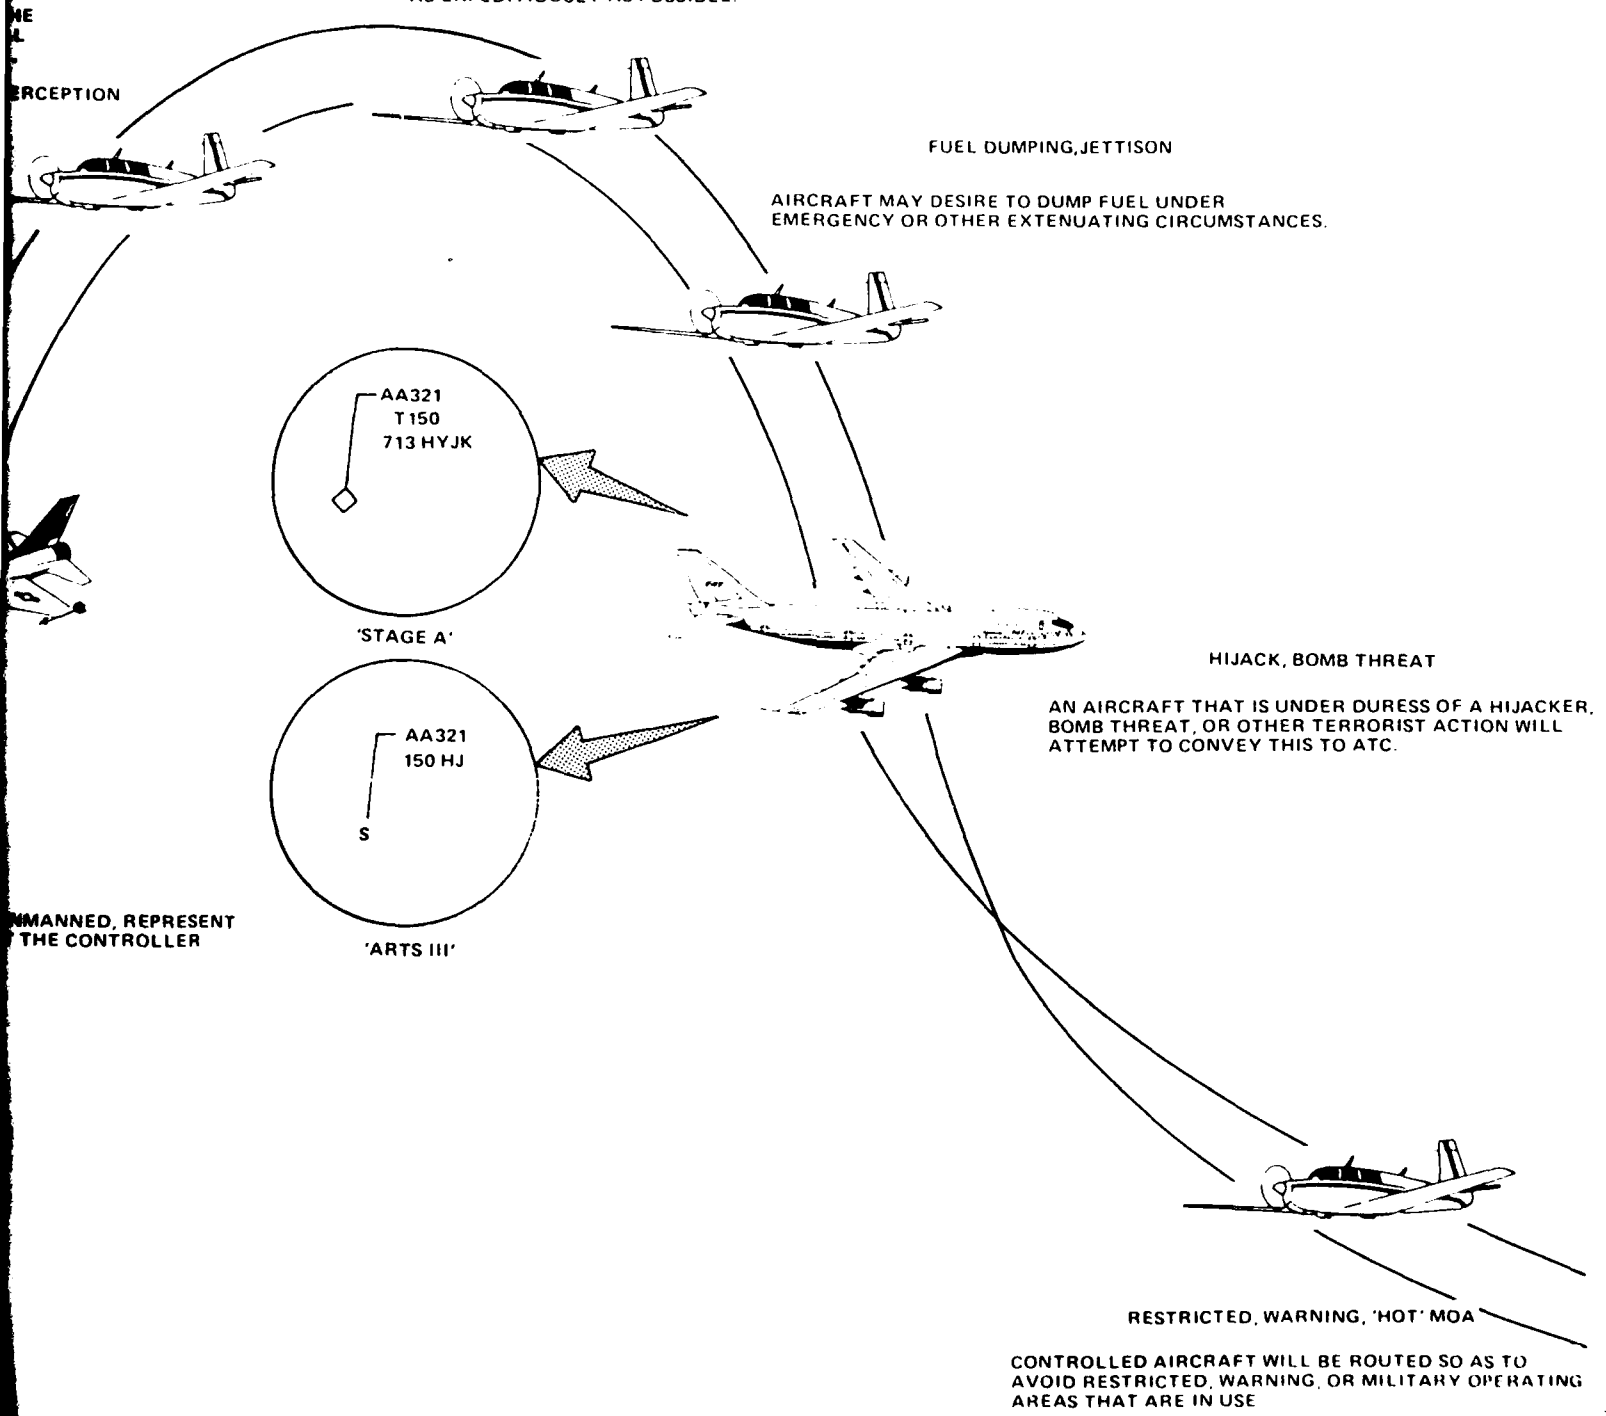 AS EXPEDITIOUSLY AS POSSIBLE.
ERCEPTION
FUEL DUMPING, JETTISON
AIRCRAFT MAY DESIRE TO DUMP FUEL UNDER
EMERGENCY OR OTHER EXTENUATING CIRCUMSTANCES.
AA321
T150
713 HYJK
'STAGE A'
HIJACK, BOMB THREAT
AN AIRCRAFT THAT IS UNDER DURESS OF A HIJACKER,
BOMB THREAT, OR OTHER TERRORIST ACTION WILL
ATTEMPT TO CONVEY THIS TO ATC.
AA321
150 HJ
S
'ARTS III'
NMANNED, REPRESENT
THE CONTROLLER
RESTRICTED, WARNING, 'HOT' MOA
CONTROLLED AIRCRAFT WILL BE ROUTED SO AS TO
AVOID RESTRICTED, WARNING, OR MILITARY OPERATING
AREAS THAT ARE IN USE